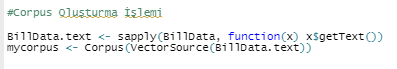 #Corpus Oluşturma İşlemi
BillData.text <- sapply(BillData, function(x) x$getText())
mycorpus <- Corpus(VectorSource(BillData.text))